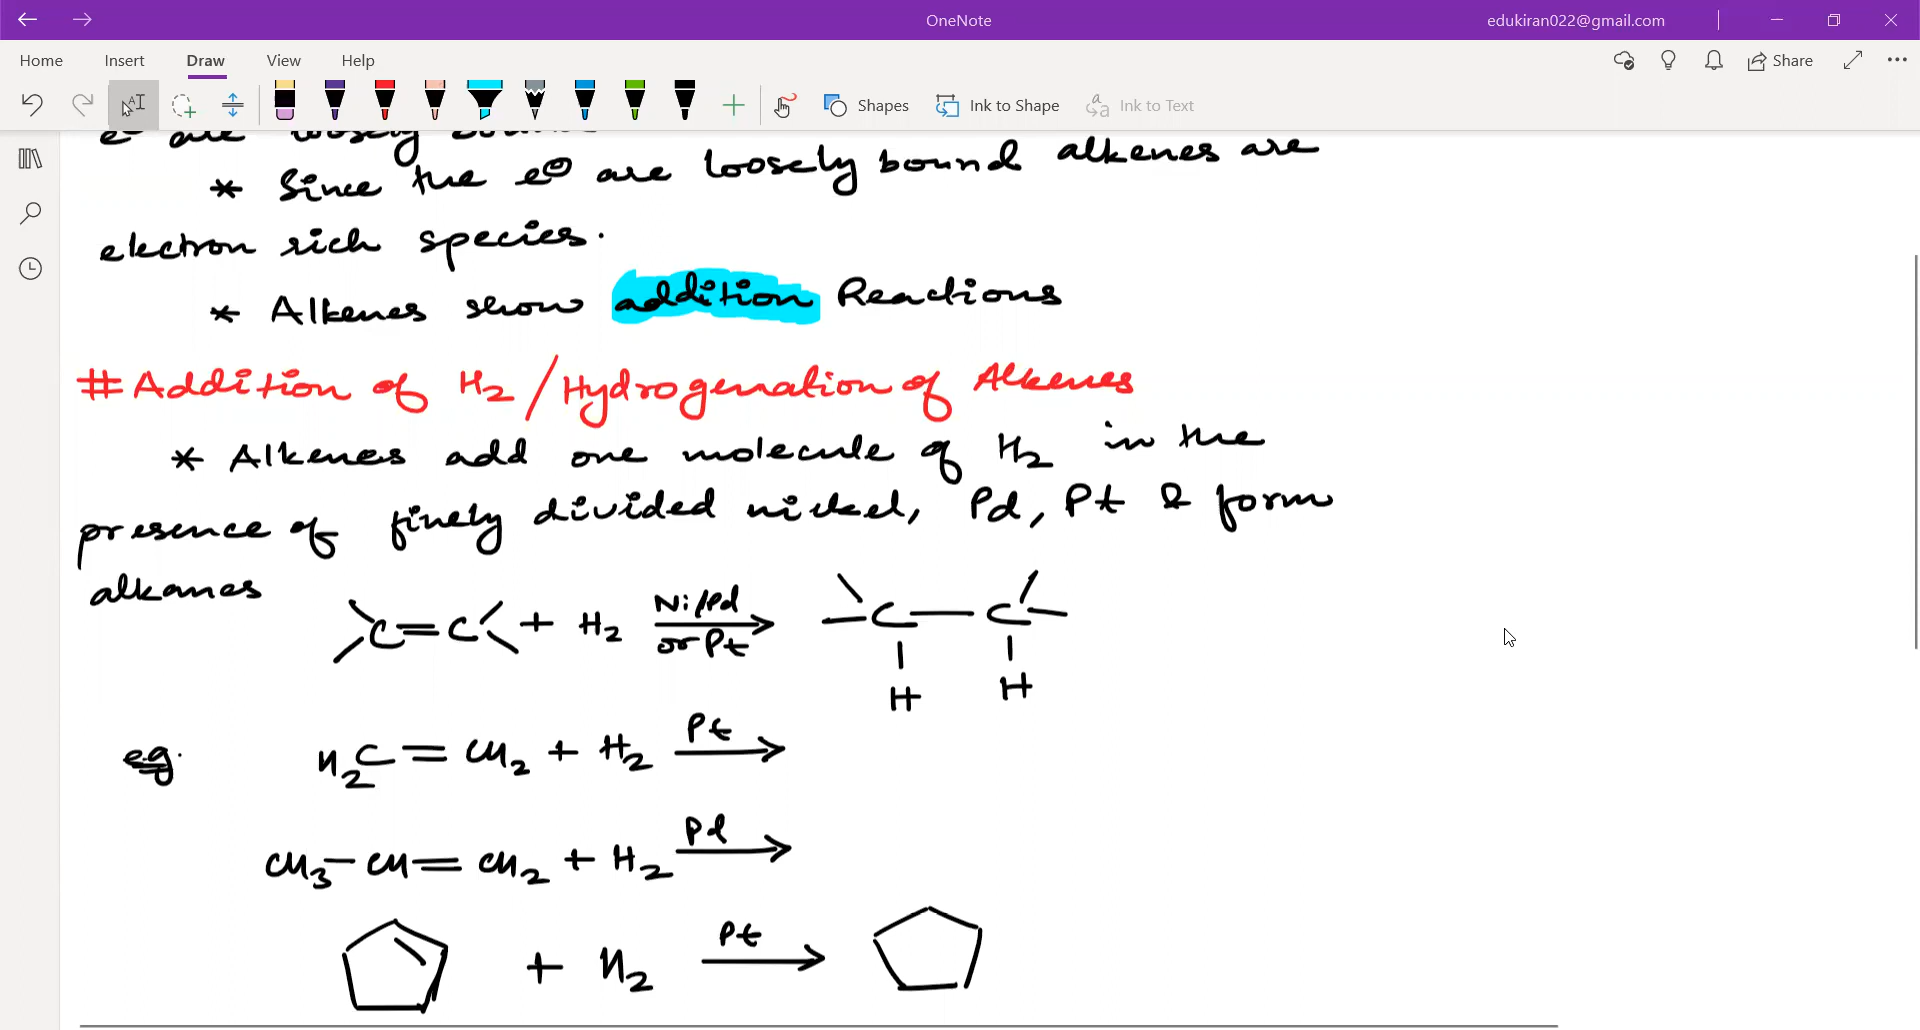 OneNote
edukiran022@gmail.com
Home Insert Draw View Help
Share
Shapes Ink to Shape Ink to Text
e⊖ are loosely bound
* Since the e⊖ are loosely bound alkenes are
electron rich species.
* Alkenes show addition Reactions
# Addition of H2 / Hydrogenation of Alkenes
* Alkenes add one molecule of H2 in the
presence of finely divided nickel, Pd, Pt & form
alkanes
C=C + H2 Ni/Pd or Pt → C—C
H H
eg. H2C=CH2 + H2 Pt →
CH3—CH=CH2 + H2 Pd →
+ H2 Pt →